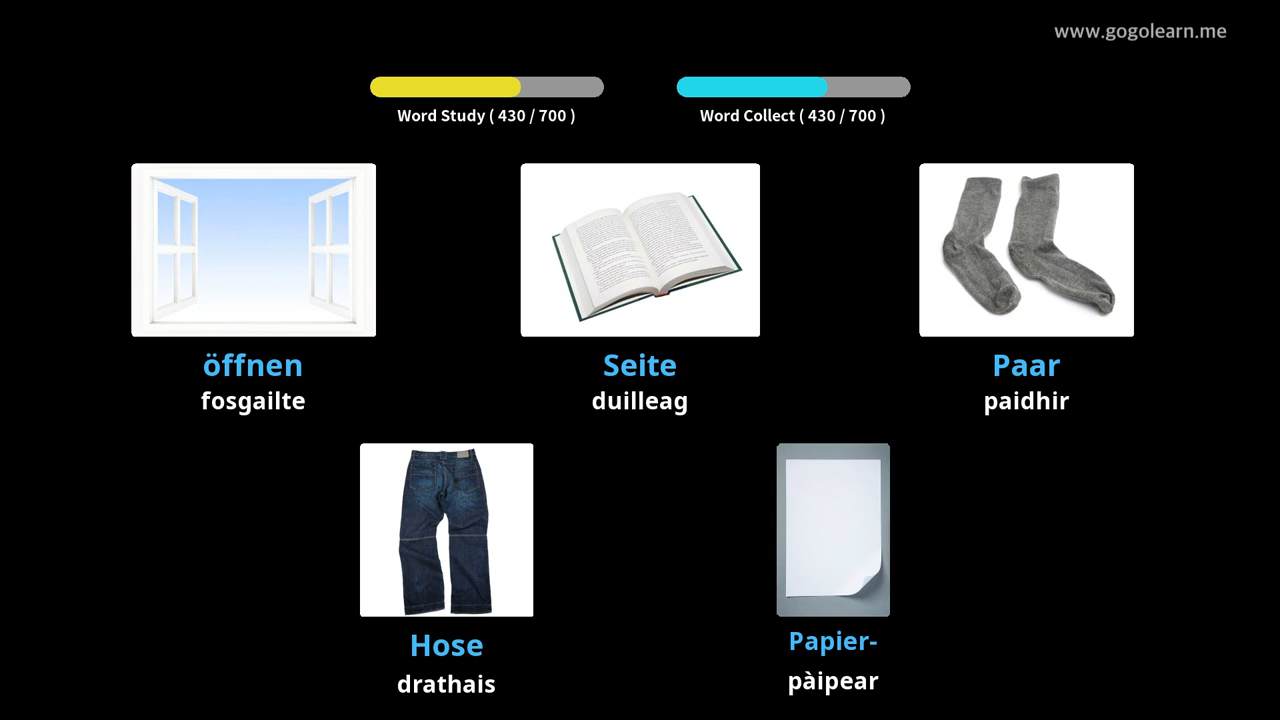 www.gogolearn.me
Word Study ( 430 / 700 )
Word Collect ( 430 / 700 )
öffnen
fosgailte
Seite
duilleag
Paar
paidhir
Hose
drathais
Papier-
pàipear